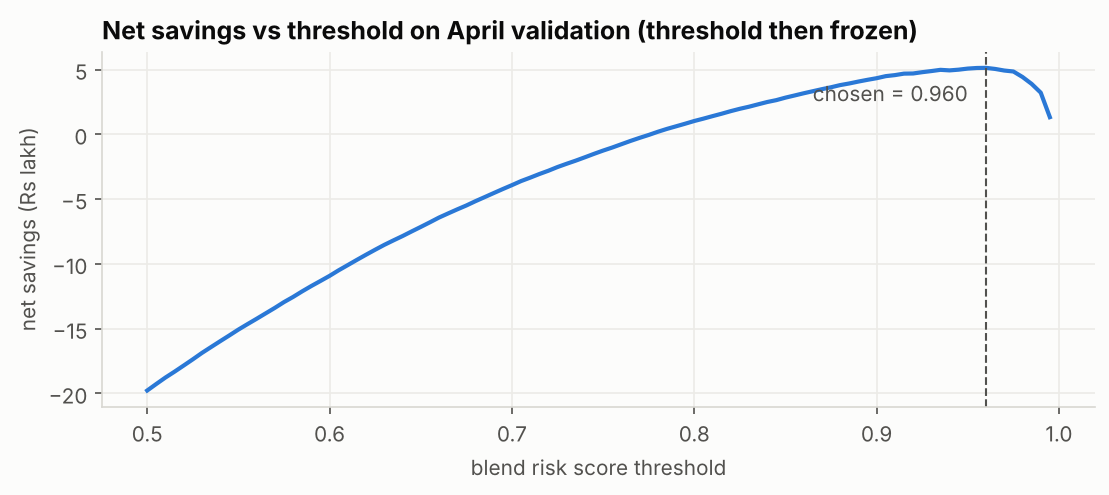 Net savings vs threshold on April validation (threshold then frozen)
net savings (Rs lakh)
5
0
−5
−10
−15
−20
chosen = 0.960
0.5 0.6 0.7 0.8 0.9 1.0
blend risk score threshold